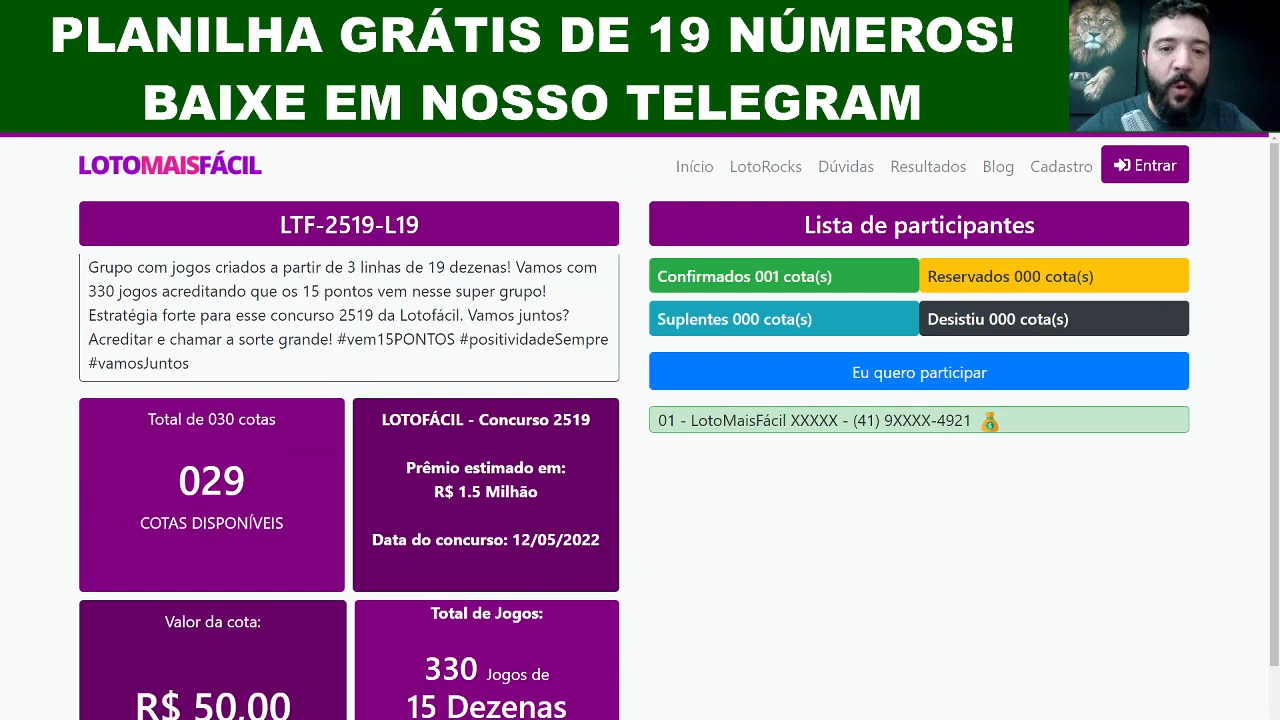 PLANILHA GRÁTIS DE 19 NÚMEROS!
BAIXE EM NOSSO TELEGRAM
LOTOMAISFÁCIL
Início LotoRocks Dúvidas Resultados Blog Cadastro Entrar
LTF-2519-L19
Grupo com jogos criados a partir de 3 linhas de 19 dezenas! Vamos com
330 jogos acreditando que os 15 pontos vem nesse super grupo!
Estratégia forte para esse concurso 2519 da Lotofácil. Vamos juntos?
Acreditar e chamar a sorte grande! #vem15PONTOS #positividadeSempre
#vamosJuntos
Total de 030 cotas
029
COTAS DISPONÍVEIS
LOTOFÁCIL - Concurso 2519
Prêmio estimado em:
R$ 1.5 Milhão
Data do concurso: 12/05/2022
Valor da cota:
R$ 50,00
Total de Jogos:
330 Jogos de
15 Dezenas
Lista de participantes
Confirmados 001 cota(s)
Reservados 000 cota(s)
Suplentes 000 cota(s)
Desistiu 000 cota(s)
Eu quero participar
01 - LotoMaisFácil XXXXX - (41) 9XXXX-4921